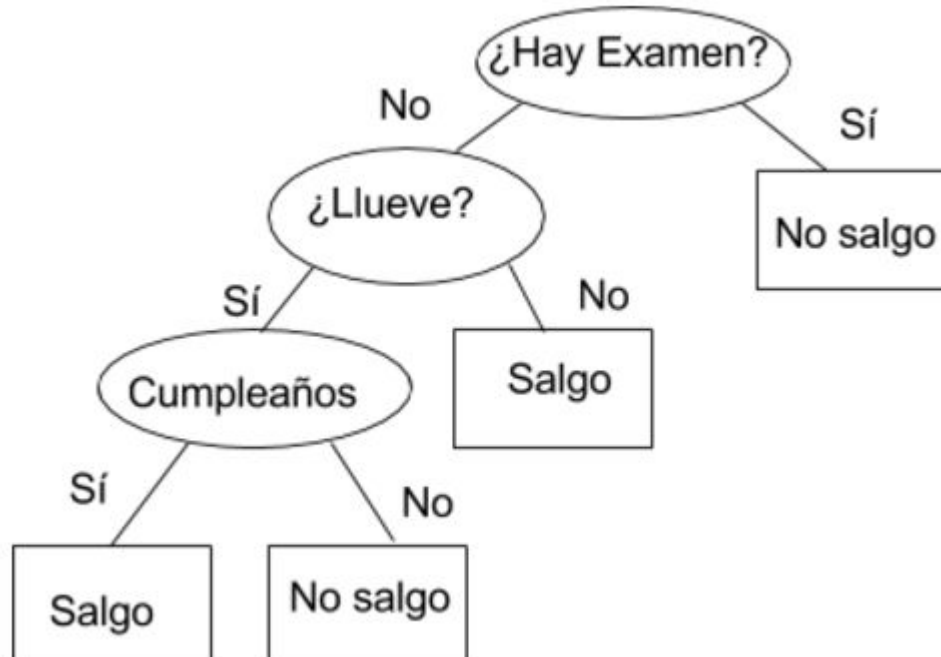 ¿Hay Examen?
No
Sí
¿Llueve?
No salgo
Sí
No
Cumpleaños
Salgo
Sí
No
Salgo
No salgo